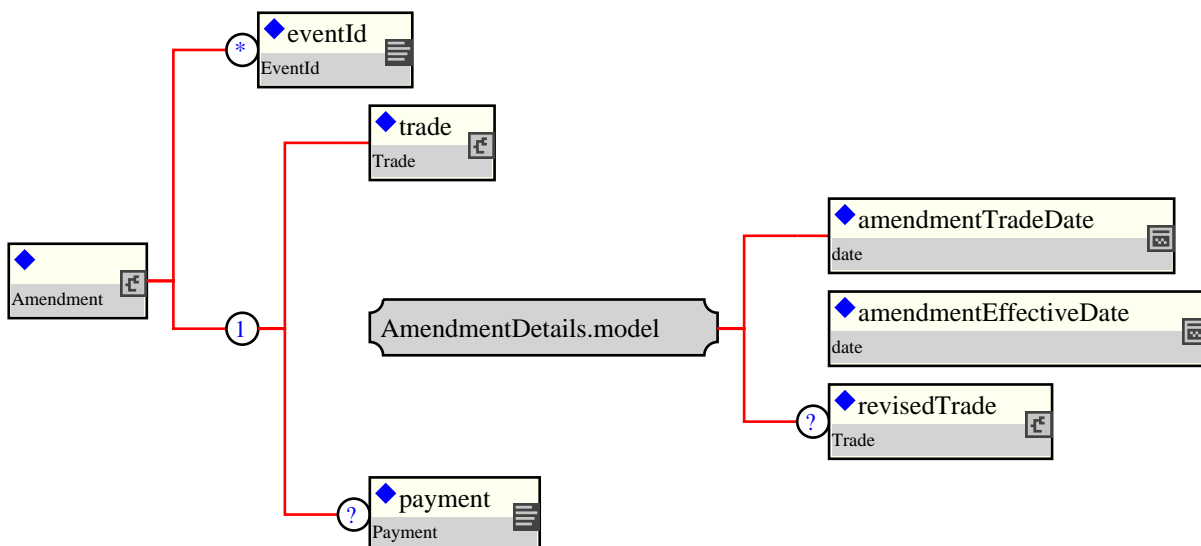 eventId
*
EventId
trade
Trade
amendmentTradeDate
date
Amendment
1
AmendmentDetails.model
amendmentEffectiveDate
date
revisedTrade
?
Trade
payment
?
Payment